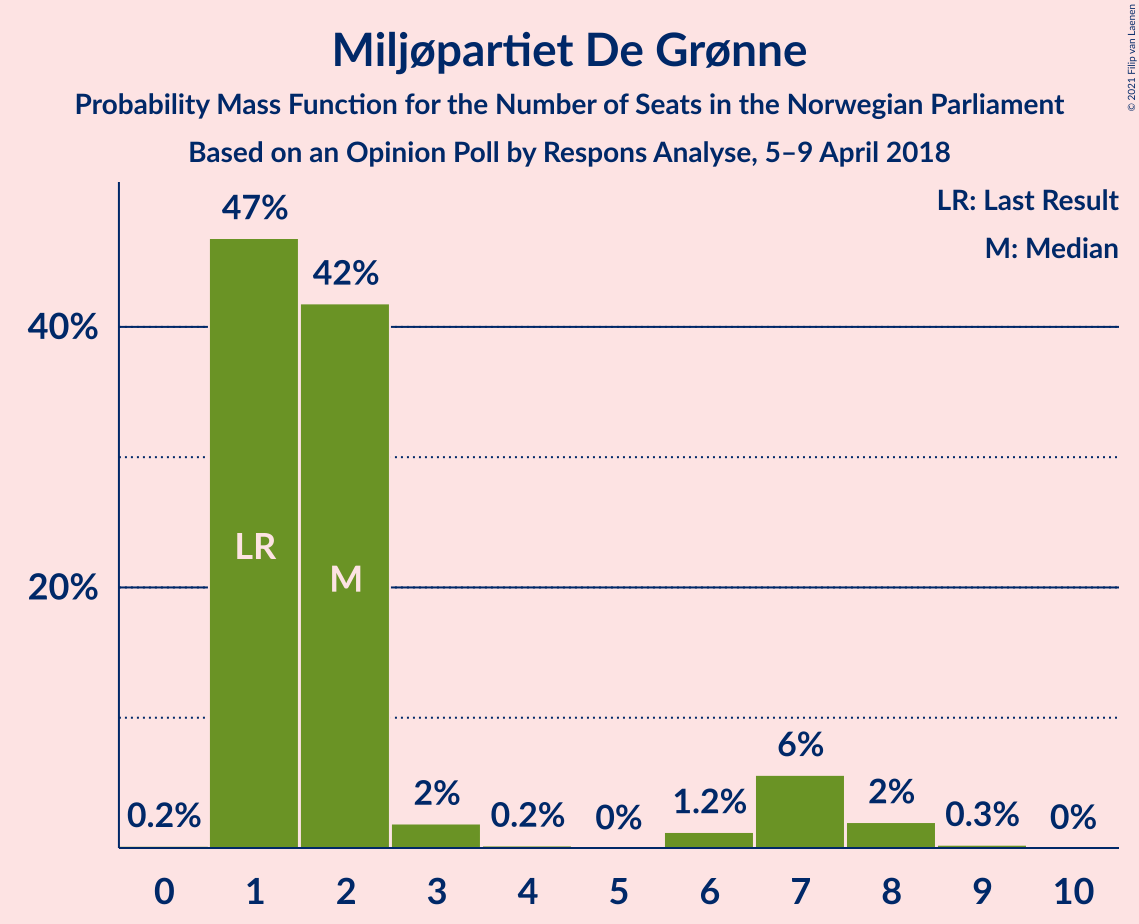 Miljøpartiet De Grønne
Probability Mass Function for the Number of Seats in the Norwegian Parliament
Based on an Opinion Poll by Respons Analyse, 5–9 April 2018
© 2021 Filip van Laenen
LR: Last Result
M: Median
47%
42%
40%
LR
M
20%
0.2%
2%
0.2%
0%
1.2%
6%
2%
0.3%
0%
0 1 2 3 4 5 6 7 8 9 10